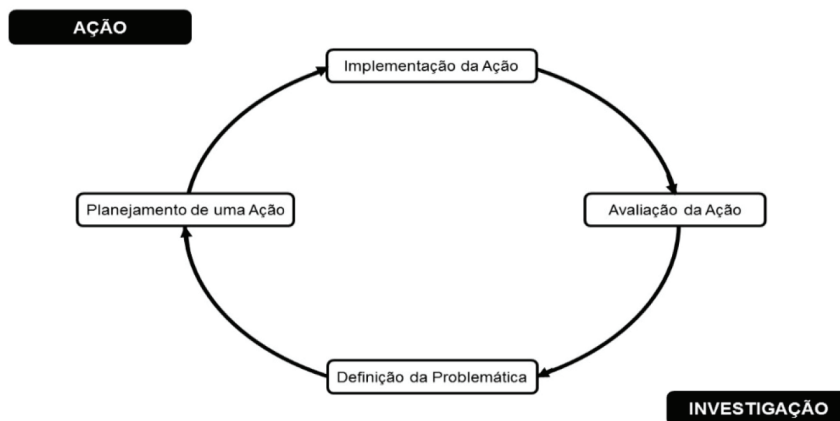 AÇÃO
Implementação da Ação
Planejamento de uma Ação
Avaliação da Ação
Definição da Problemática
INVESTIGAÇÃO